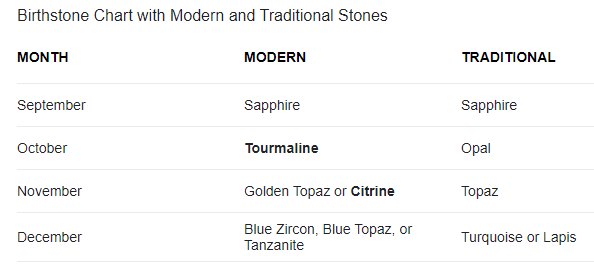 Birthstone Chart with Modern and Traditional Stones
MONTH MODERN TRADITIONAL
September Sapphire Sapphire
October Tourmaline Opal
November Golden Topaz or Citrine Topaz
December Blue Zircon, Blue Topaz, or Tanzanite Turquoise or Lapis